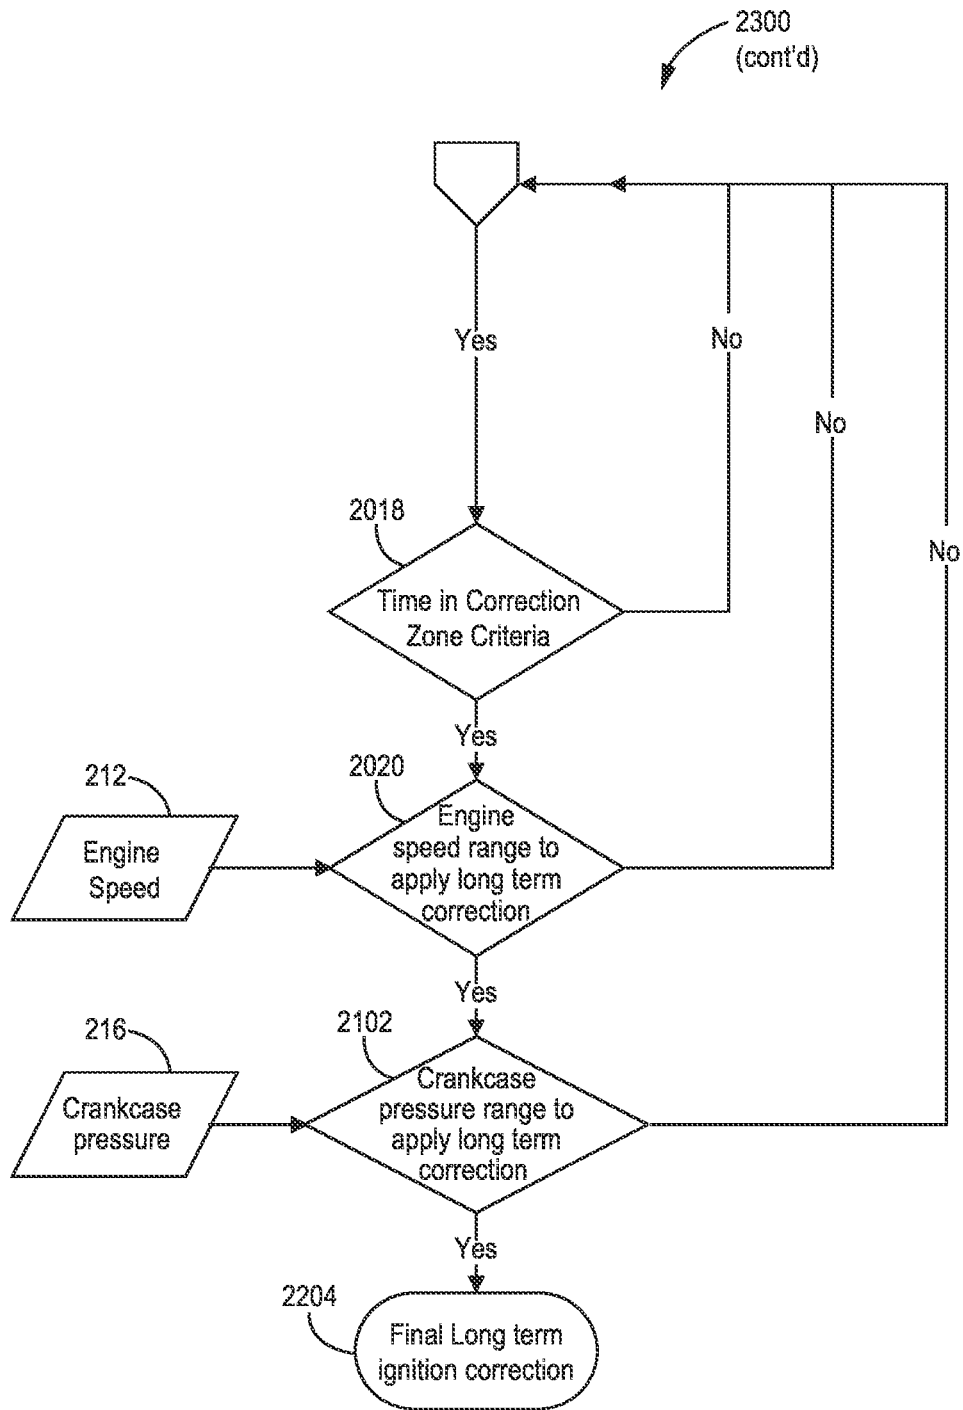 2300
(cont'd)
Yes
No
No
No
2018
Time in Correction
Zone Criteria
Yes
212
2020
Engine
Speed
Engine
speed range to
apply long term
correction
Yes
216
2102
Crankcase
pressure
Crankcase
pressure range to
apply long term
correction
Yes
2204
Final Long term
ignition correction